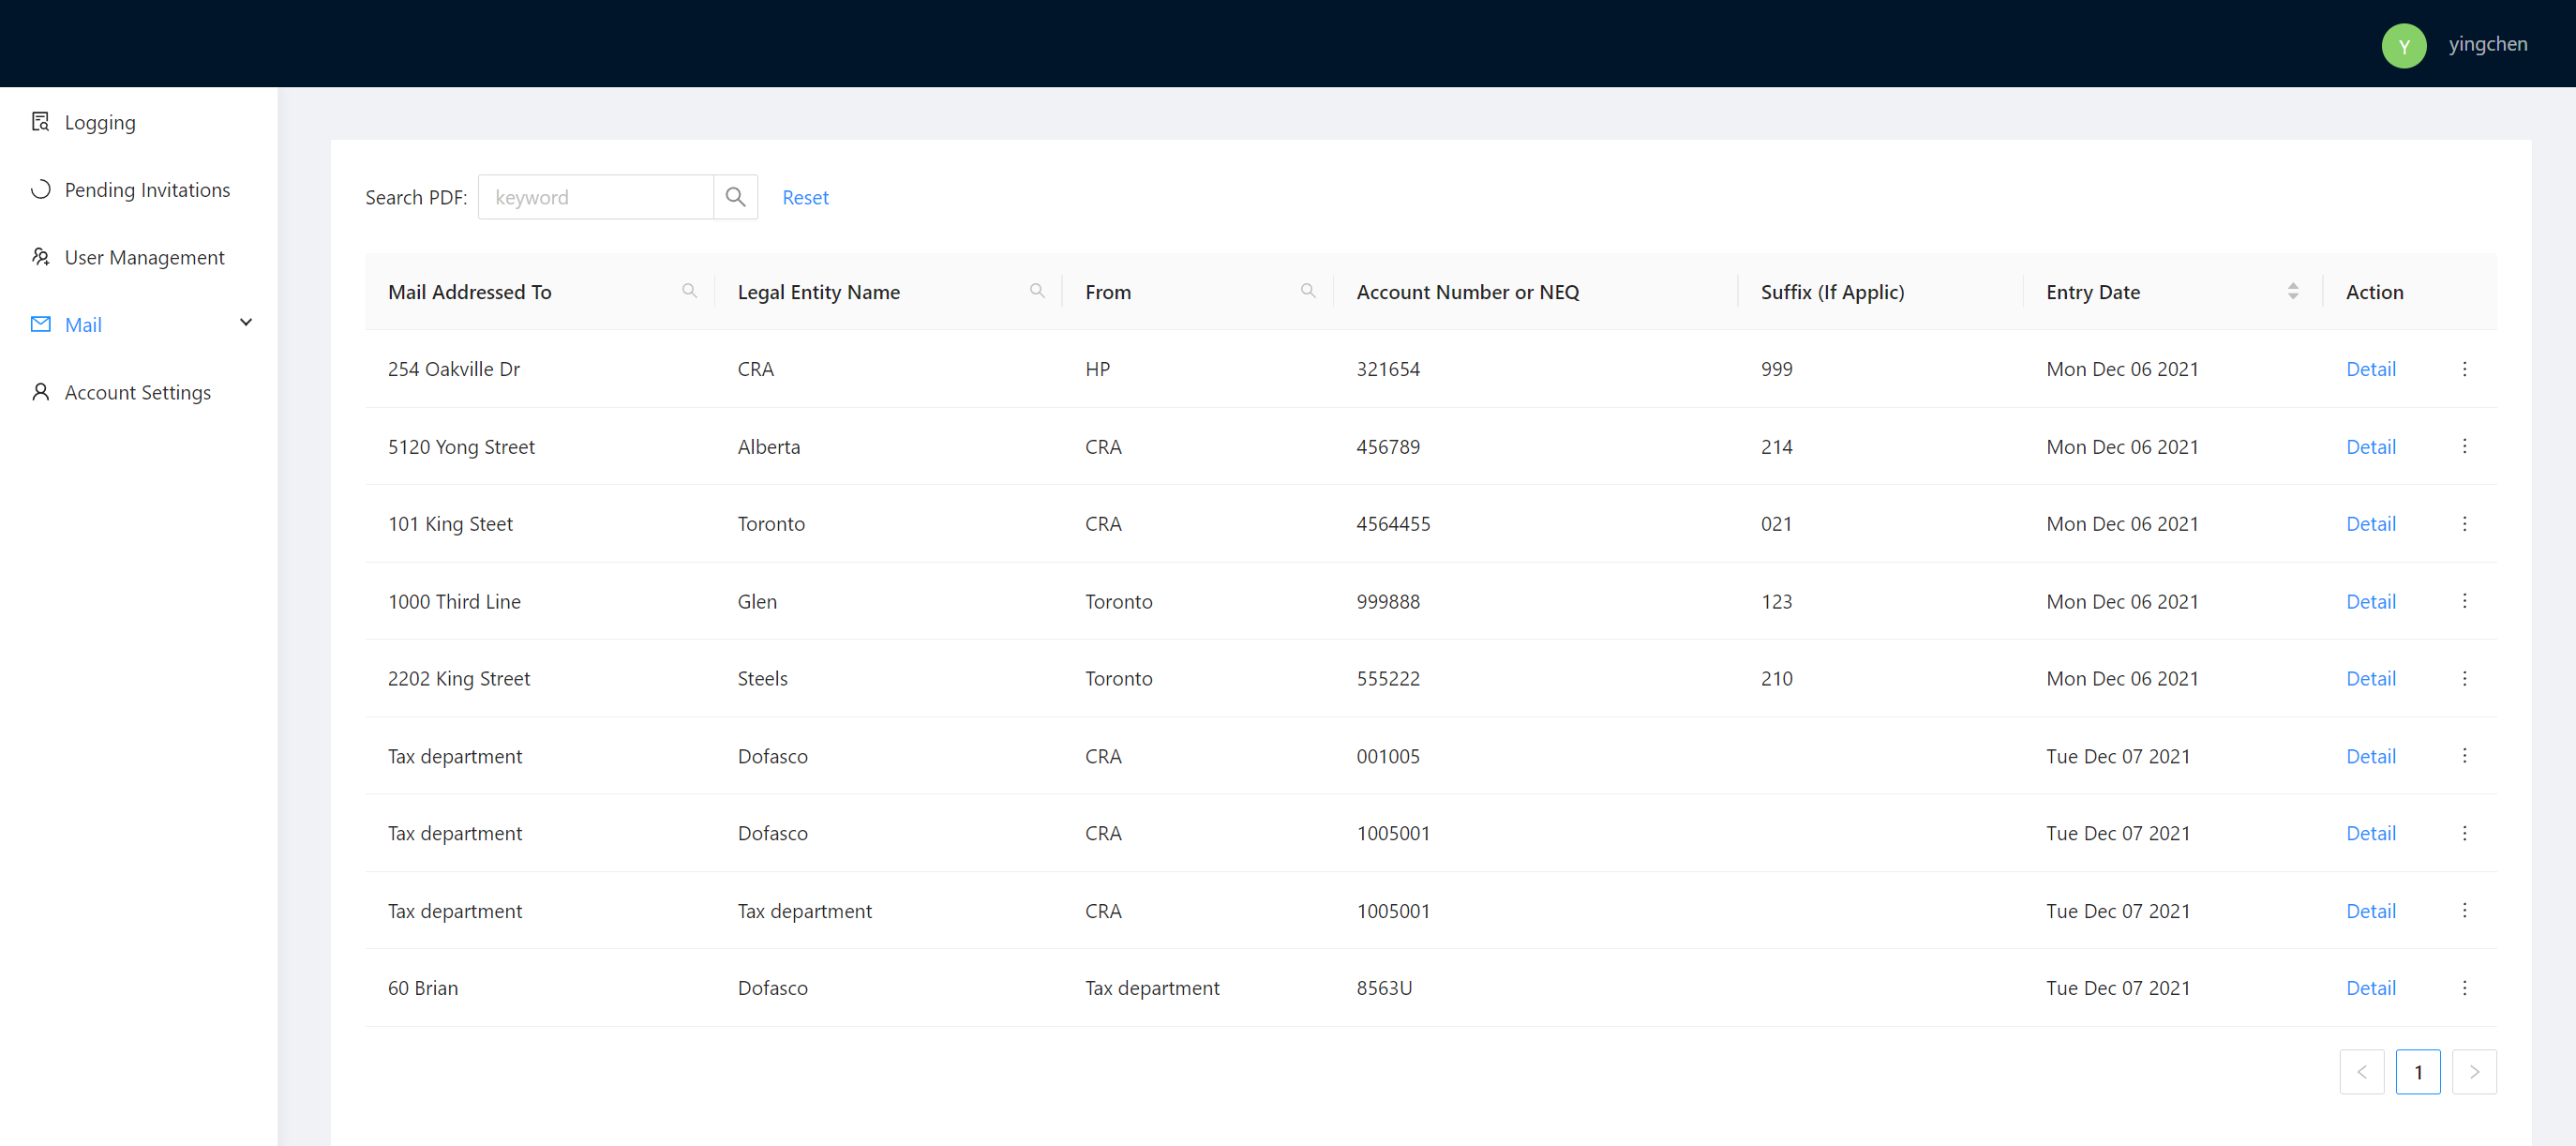 Y yingchen
Logging
Pending Invitations
User Management
Mail
Account Settings
Search PDF: keyword Reset
Mail Addressed To Legal Entity Name From Account Number or NEQ Suffix (If Applic) Entry Date Action
254 Oakville Dr CRA HP 321654 999 Mon Dec 06 2021 Detail
5120 Yong Street Alberta CRA 456789 214 Mon Dec 06 2021 Detail
101 King Steet Toronto CRA 4564455 021 Mon Dec 06 2021 Detail
1000 Third Line Glen Toronto 999888 123 Mon Dec 06 2021 Detail
2202 King Street Steels Toronto 555222 210 Mon Dec 06 2021 Detail
Tax department Dofasco CRA 001005 Tue Dec 07 2021 Detail
Tax department Dofasco CRA 1005001 Tue Dec 07 2021 Detail
Tax department Tax department CRA 1005001 Tue Dec 07 2021 Detail
60 Brian Dofasco Tax department 8563U Tue Dec 07 2021 Detail
1